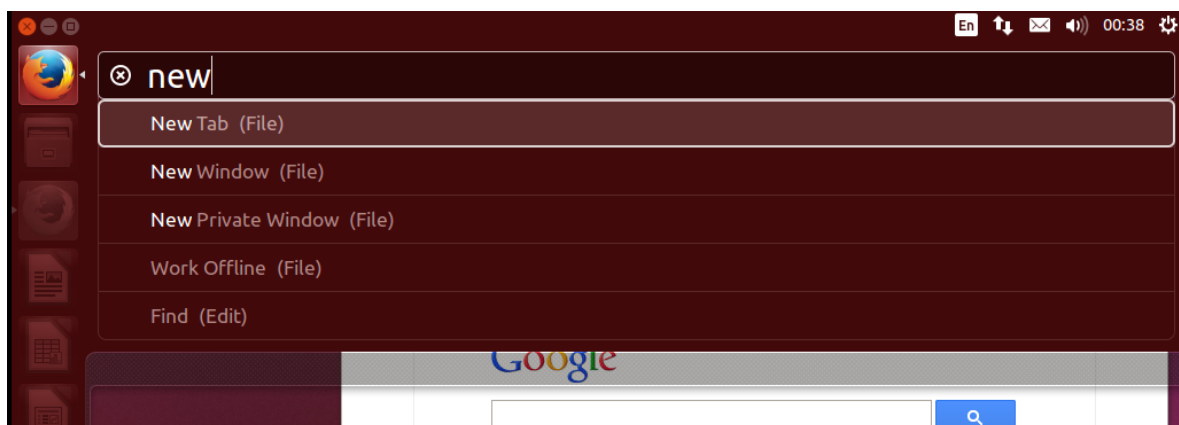 En 00:38
new
New Tab (File)
New Window (File)
New Private Window (File)
Work Offline (File)
Find (Edit)
Google